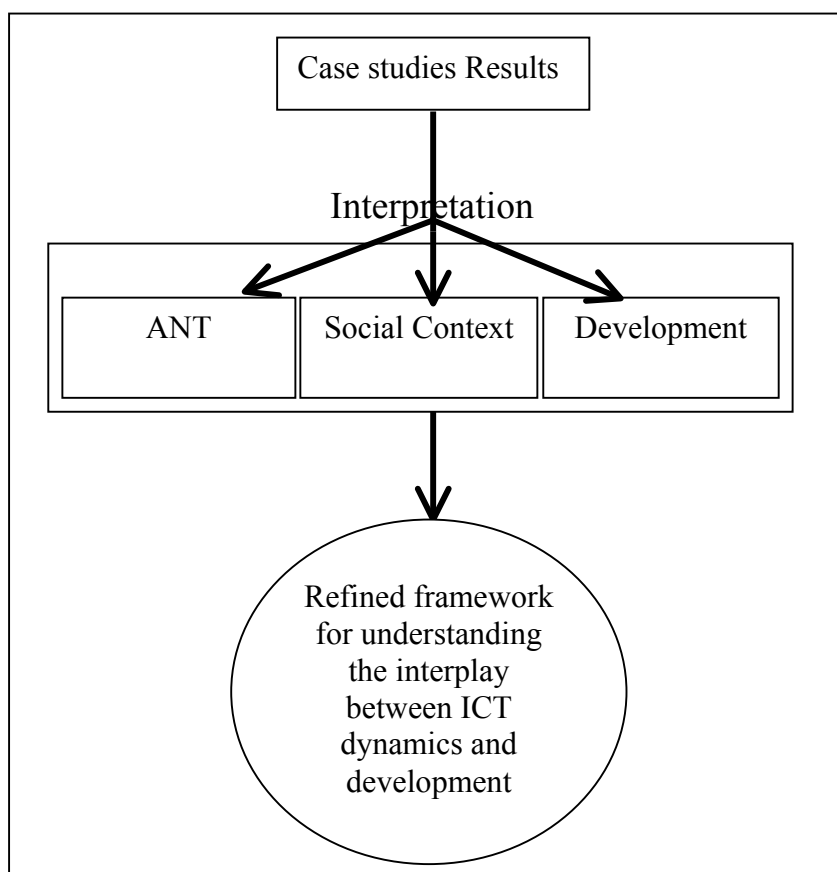 Case studies Results
Interpretation
ANT
Social Context
Development
Refined framework
for understanding
the interplay
between ICT
dynamics and
development